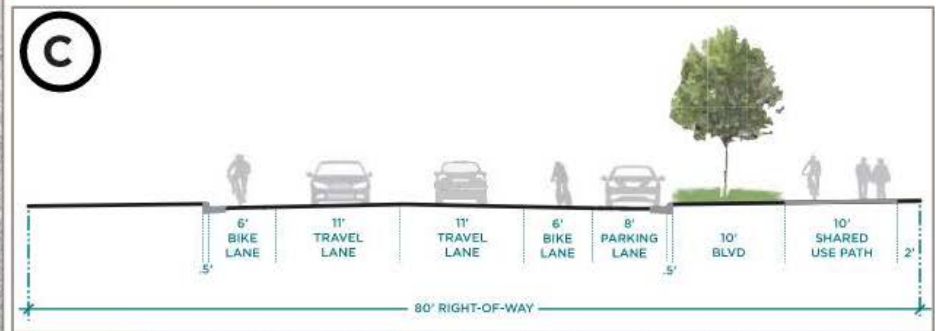 C
6' BIKE LANE
11' TRAVEL LANE
11' TRAVEL LANE
6' BIKE LANE
8' PARKING LANE
10' BLVD
10' SHARED USE PATH
2'
.5'
.5'
80' RIGHT-OF-WAY